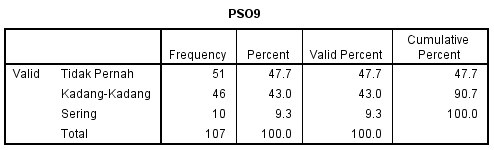 PSO9
Frequency Percent Valid Percent Cumulative Percent
Valid Tidak Pernah 51 47.7 47.7 47.7
Kadang-Kadang 46 43.0 43.0 90.7
Sering 10 9.3 9.3 100.0
Total 107 100.0 100.0